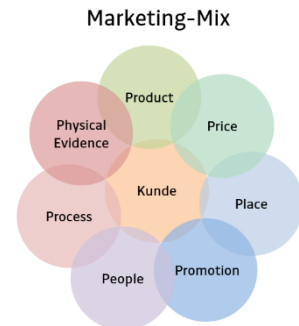 Marketing-Mix
Product
Physical
Evidence
Price
Kunde
Process
Place
People
Promotion